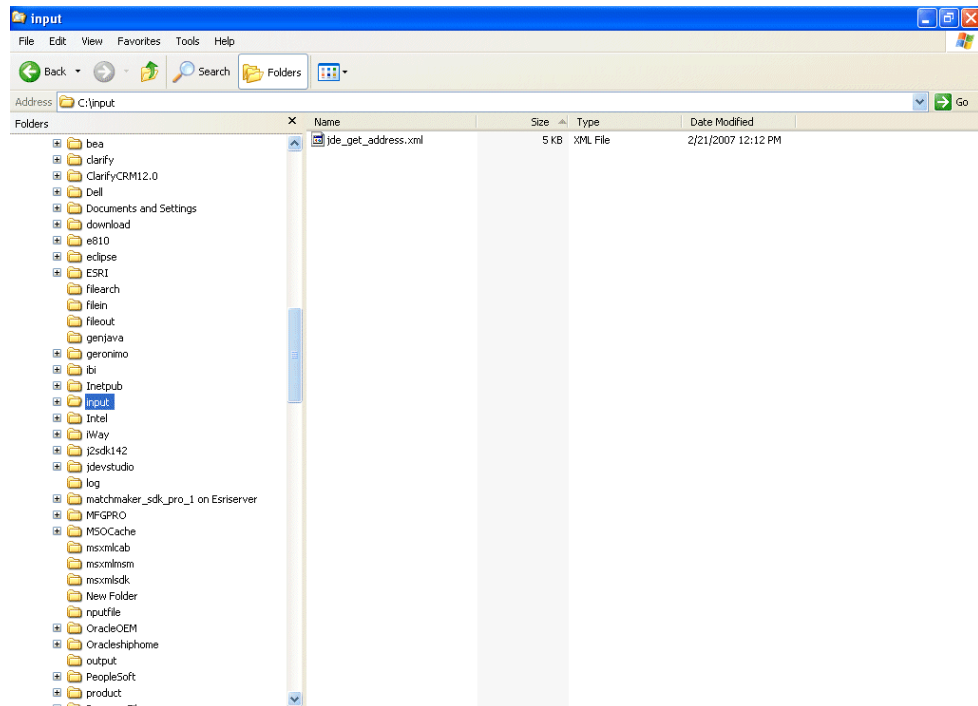 input
File Edit View Favorites Tools Help
Back Search Folders
Address C:\input Go
Folders x Name Size Type Date Modified
jde_get_address.xml 5 KB XML File 2/21/2007 12:12 PM
bea
clarify
ClarifyCRM12.0
Dell
Documents and Settings
download
e810
eclipse
ESRI
filearch
filein
fileout
genjava
geronimo
ibi
Inetpub
input
Intel
iWay
j2sdk142
jdevstudio
log
matchmaker_sdk_pro_1 on Esriserver
MFGPRO
MSOCache
msxmlcab
msxmlmsm
msxmlsdk
New Folder
nputfile
OracleOEM
Oracleshiphome
output
PeopleSoft
product